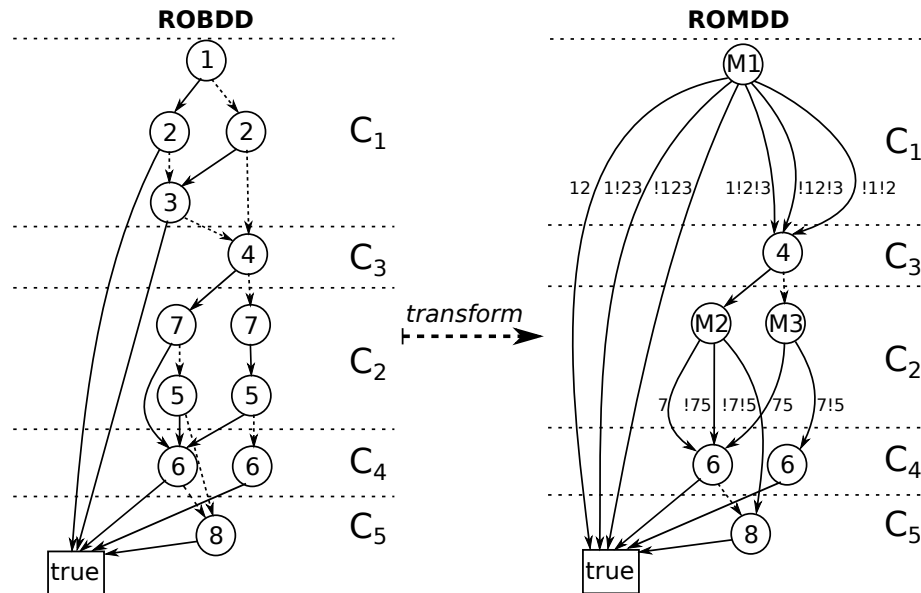 ROBDD ROMDD
1 M1
2 2 C1 C1
12 1!23 !123 1!2!3 !12!3 !1!2
3
4 C3 4 C3
transform
7 7 M2 M3
C2 C2
5 5 7 !75 !7!5 75 7!5
6 6 C4 6 6 C4
8 C5 8 C5
true true